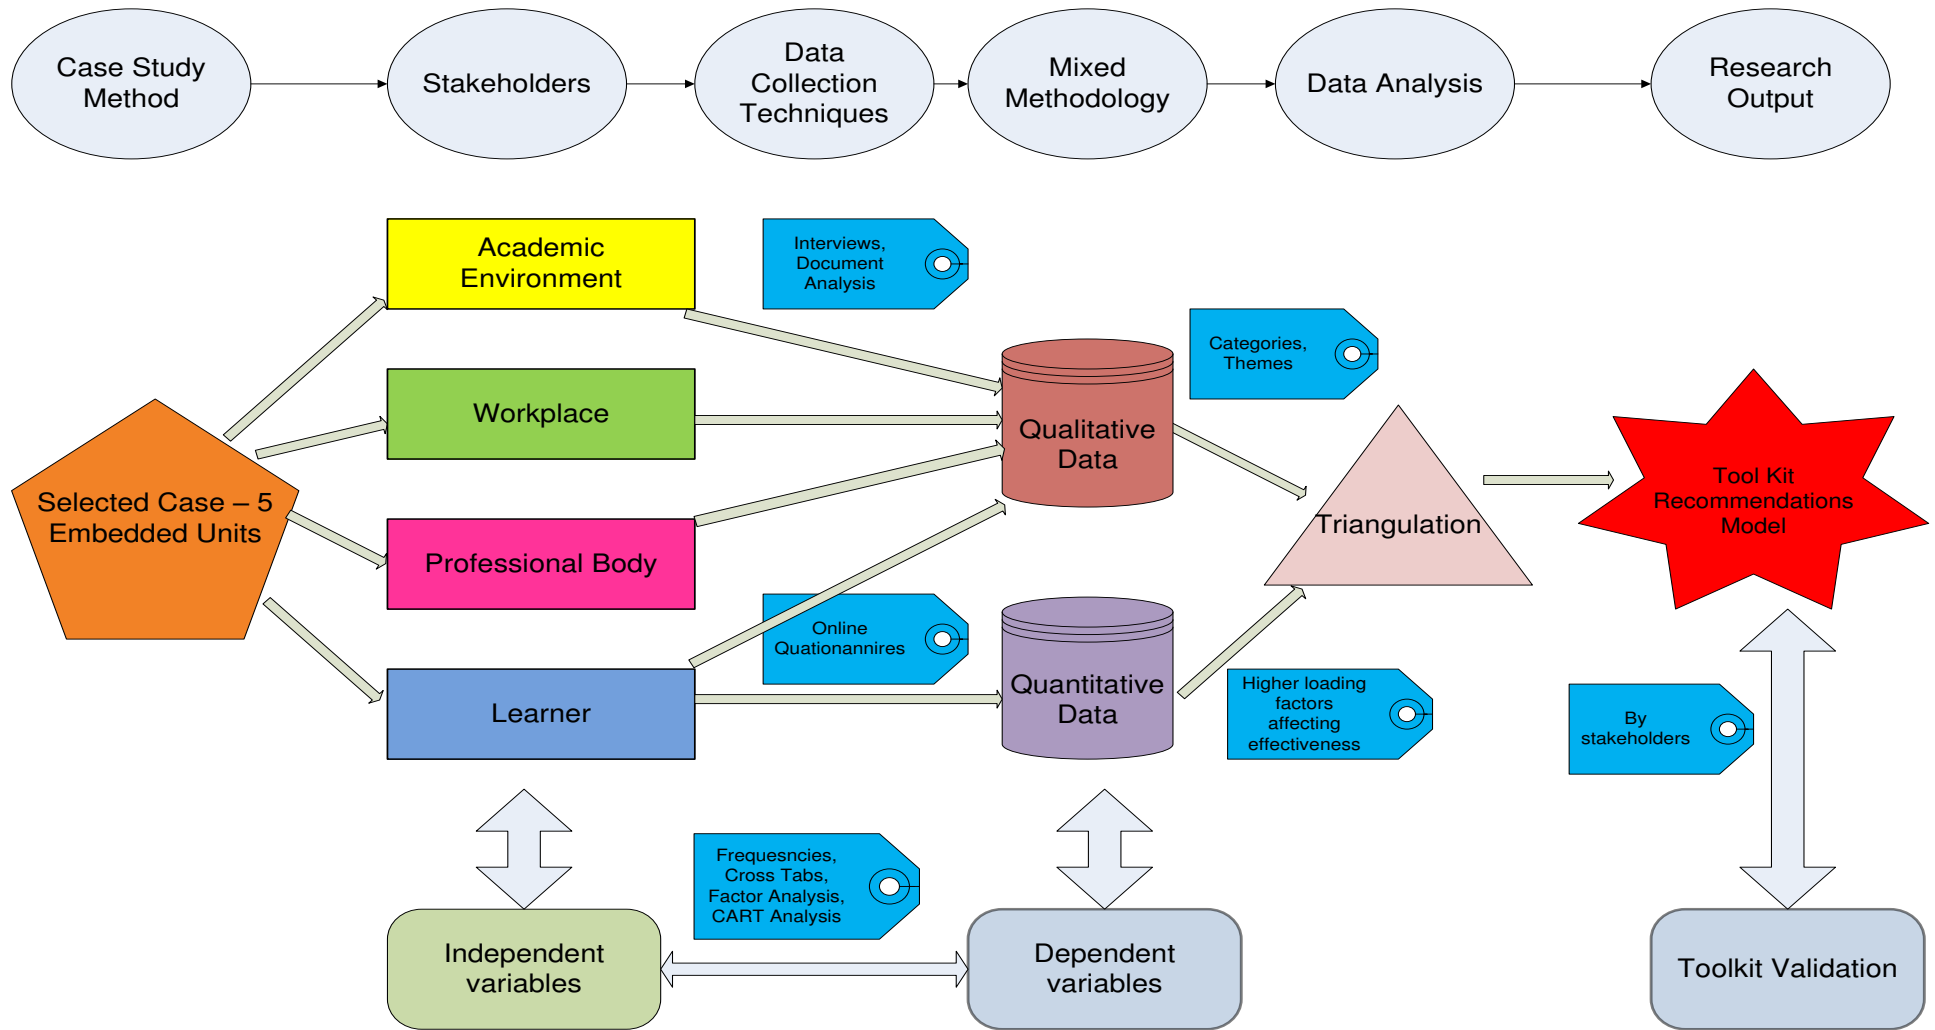 Case Study
Method
Stakeholders
Data
Collection
Techniques
Mixed
Methodology
Data Analysis
Research
Output
Academic
Environment
Interviews,
Document
Analysis
Categories,
Themes
Workplace
Qualitative
Data
Selected Case – 5
Embedded Units
Tool Kit
Recommendations
Model
Triangulation
Professional Body
Online
Quationannires
Learner
Quantitative
Data
Higher loading
factors
affecting
effectiveness
By
stakeholders
Frequesncies,
Cross Tabs,
Factor Analysis,
CART Analysis
Independent
variables
Dependent
variables
Toolkit Validation